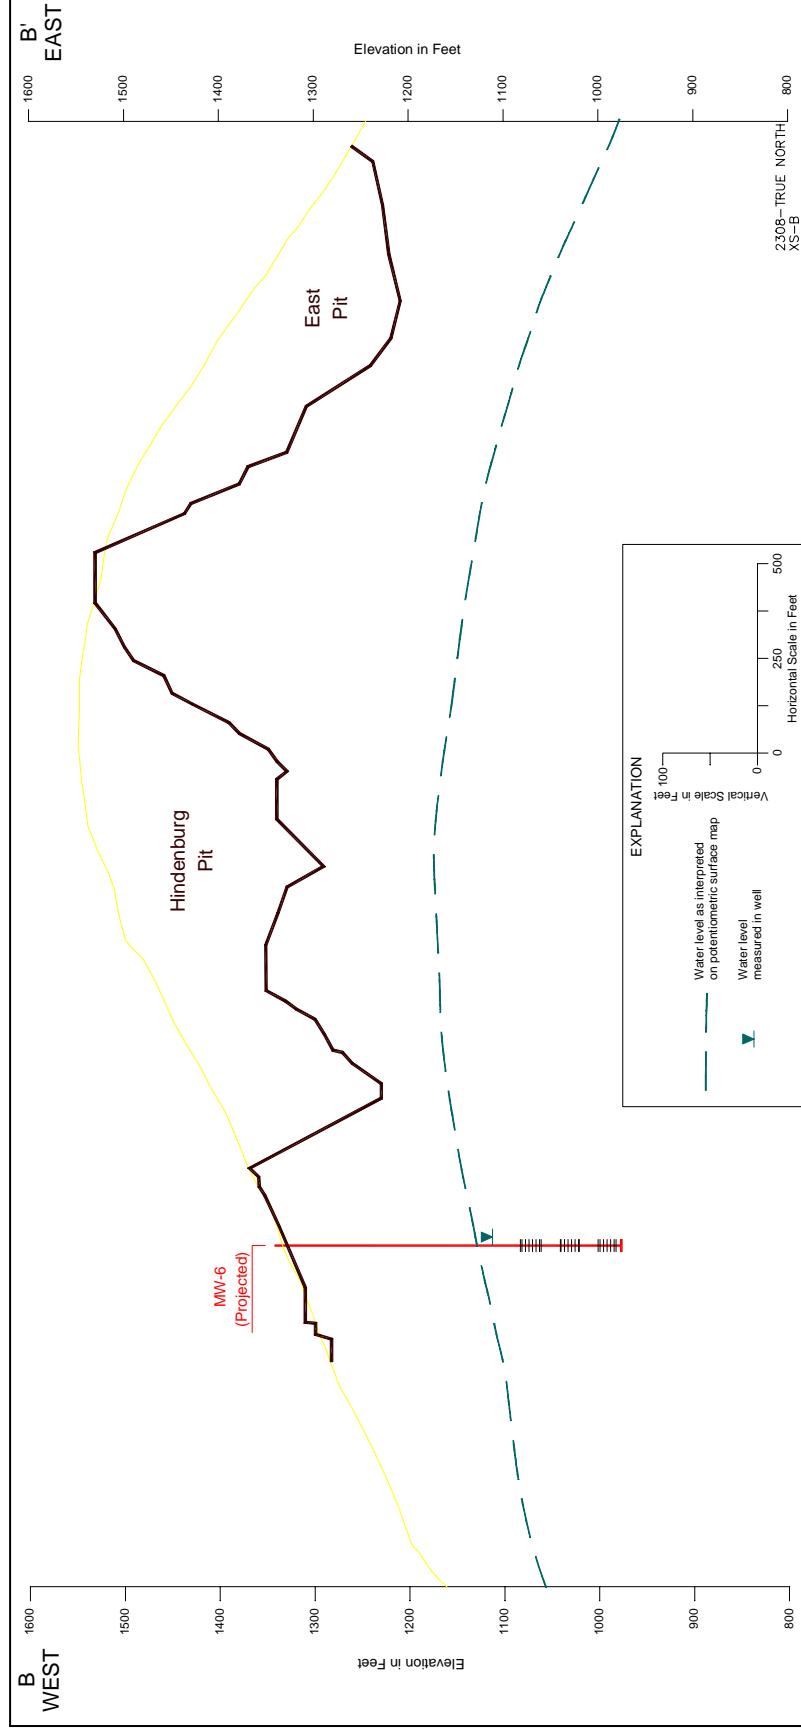 B
WEST
B'
EAST
1600
1500
1400
1300
1200
1100
1000
900
800
Elevation in Feet
1600
1500
1400
1300
1200
1100
1000
900
800
Elevation in Feet
Hindenburg
Pit
East
Pit
MW-6
(Projected)
EXPLANATION
Water level as interpreted
on potentiometric surface map
Water level
measured in well
100
0
Vertical Scale in Feet
0
250
500
Horizontal Scale in Feet
2308-TRUE NORTH
XS-B